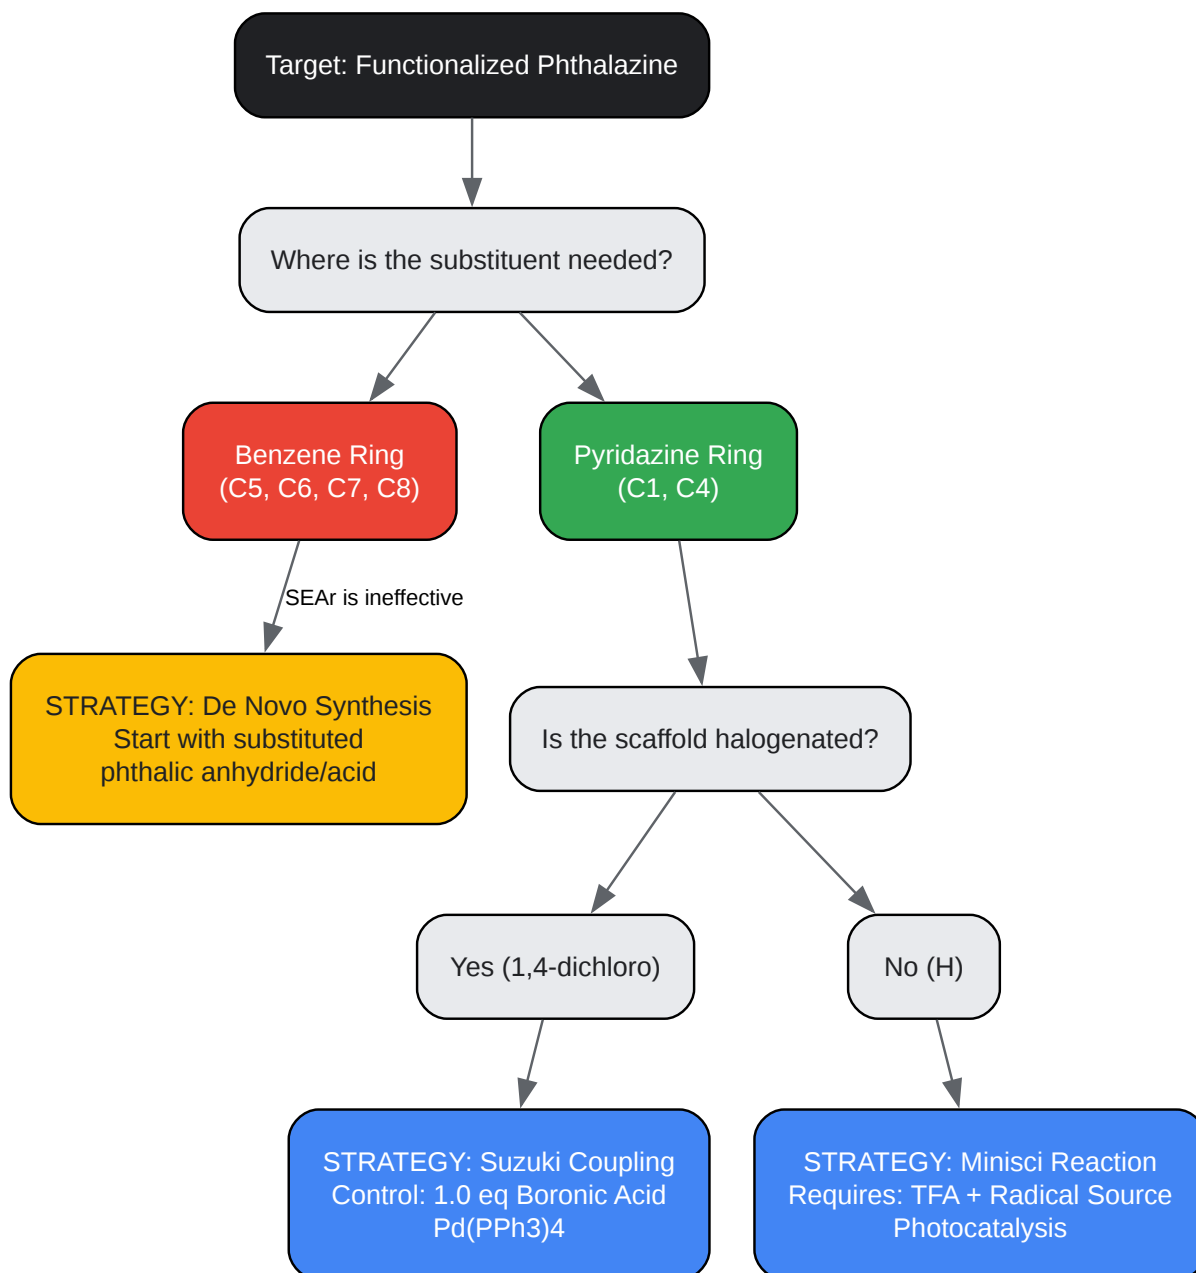 Target: Functionalized Phthalazine
Where is the substituent needed?
Benzene Ring
(C5, C6, C7, C8)
Pyridazine Ring
(C1, C4)
SEAr is ineffective
STRATEGY: De Novo Synthesis
Start with substituted
phthalic anhydride/acid
Is the scaffold halogenated?
Yes (1,4-dichloro)
No (H)
STRATEGY: Suzuki Coupling
Control: 1.0 eq Boronic Acid
Pd(PPh3)4
STRATEGY: Minisci Reaction
Requires: TFA + Radical Source
Photocatalysis